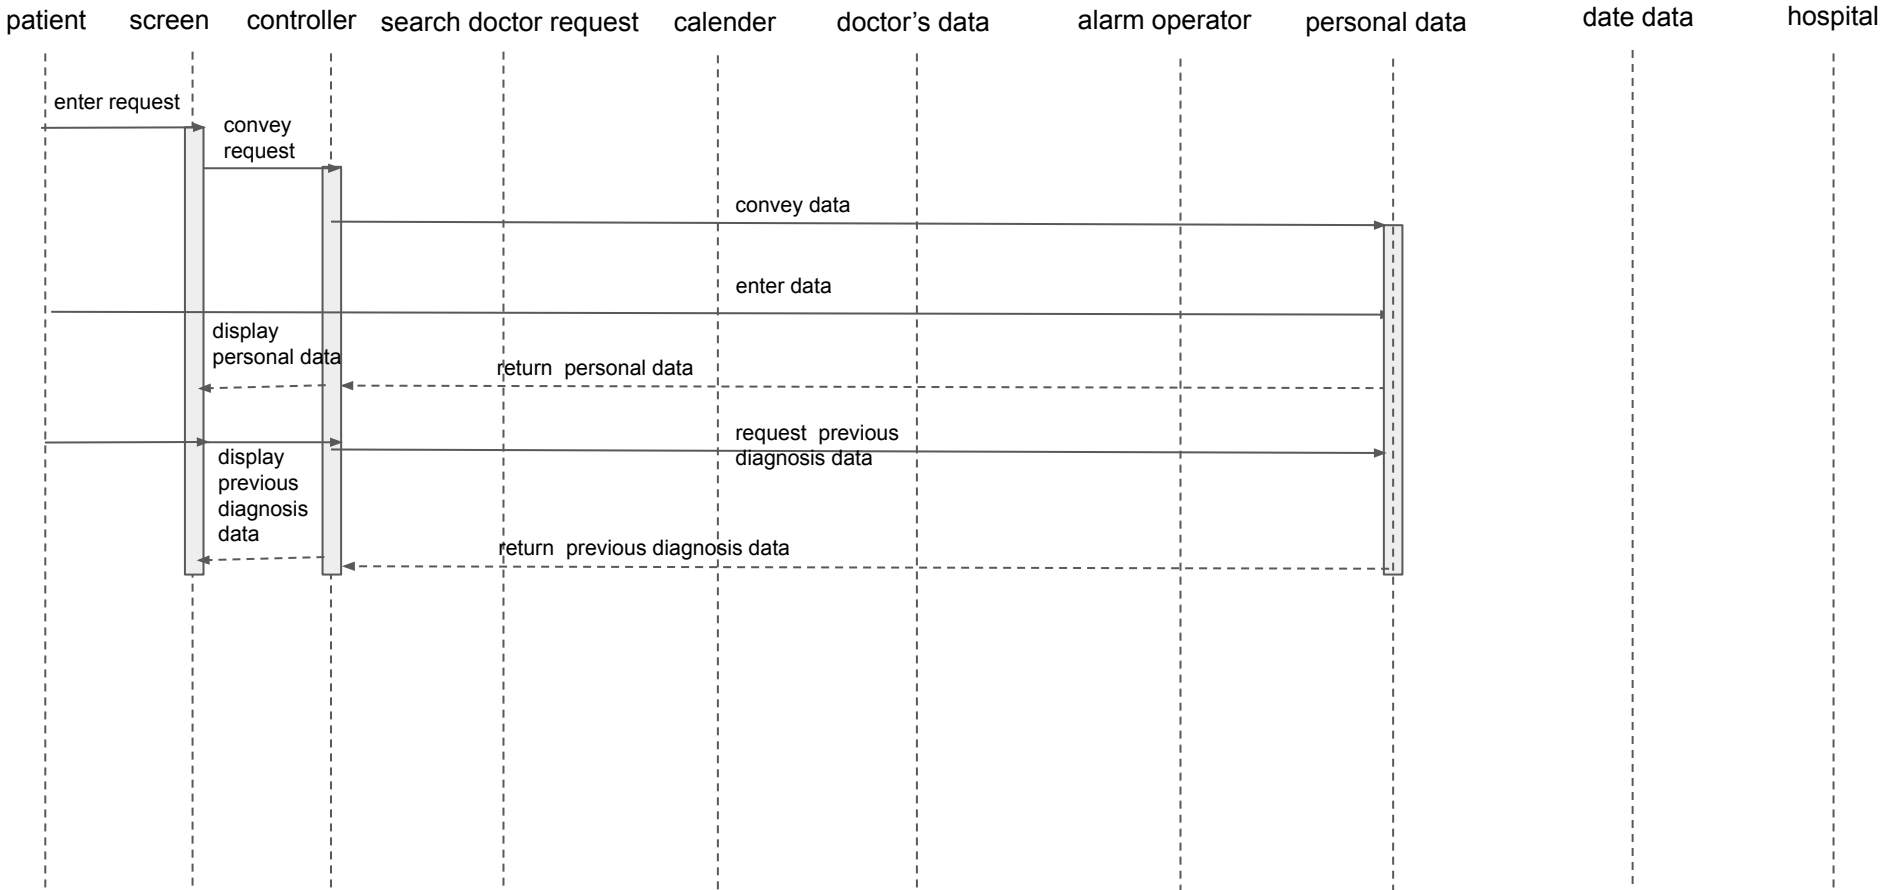 patient
screen
controller
search doctor request
calender
doctor’s data
alarm operator
personal data
date data
hospital
enter request
convey
request
convey data
enter data
display
personal data
return  personal data
request  previous
diagnosis data
display
previous
diagnosis
data
return  previous diagnosis data